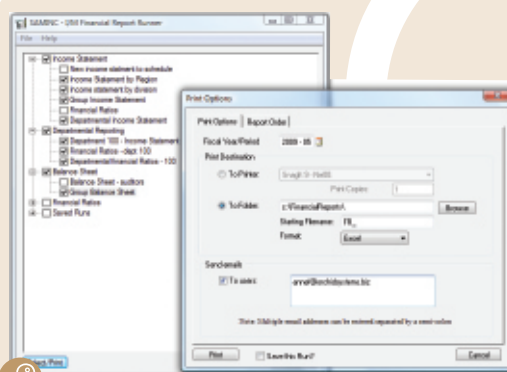 SAMINC - OSII Financial Report Runner
File Help
Income Statement
New income statment to schedule
Income Statement by Region
Income statement by division
Group Income Statement
Financial Ratios
Departmental Income Statement
Departmental Reporting
Department 100 - Income Statement
Financial Ratios - dept 100
Departmental financial Ratios - 100
Balance Sheet
Balance Sheet - auditors
Group Balance Sheet
Financial Ratios
Saved Runs
Print Options
Print Options Report Order
Fiscal Year/Period 2009 - 05
Print Destination
To Printer:
Print Copies: 1
To Folder: c:\FinancialReports\ Browse
Starting Filename: FR_
Format: Excel
Send emails
To users:
Note: Multiple email addresses can be entered separated by a semi-colon
Print Save this Run? Cancel